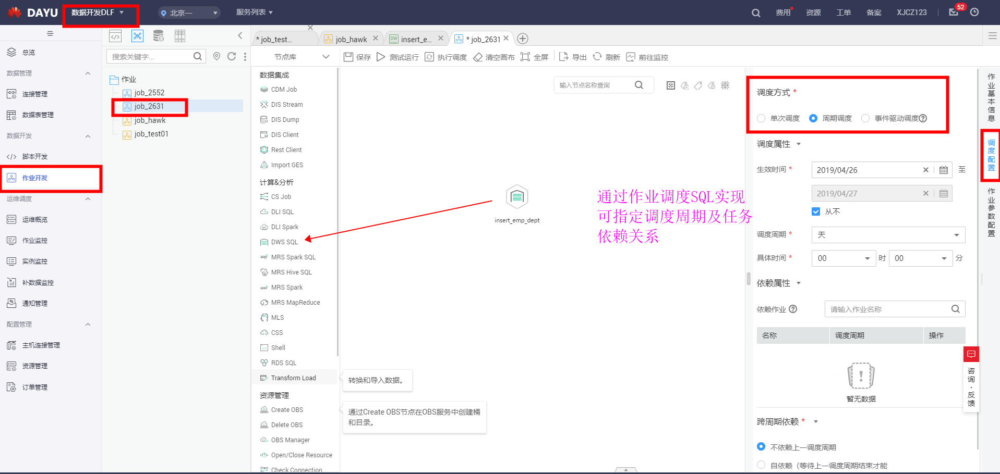 DAYU 数据开发DLF 北京一 服务列表 费用 资源 工单 备案 XJCZ123 52
* job_test... job_hawk insert_e... * job_2631
搜索关键字...
节点库 保存 测试运行 执行调度 清空画布 全屏 导出 刷新 前往监控
总览
数据管理
连接管理
数据表管理
数据开发
脚本开发
作业开发
运维调度
运维概览
作业监控
实例监控
补数据监控
通知管理
配置管理
主机连接管理
资源管理
订单管理
作业
job_2552
job_2631
job_hawk
job_test01
数据集成
CDM Job
DIS Stream
DIS Dump
DIS Client
Rest Client
Import GES
计算&分析
CS Job
DLI SQL
DLI Spark
DWS SQL
MRS Spark SQL
MRS Hive SQL
MRS Spark
MRS MapReduce
MLS
CSS
Shell
RDS SQL
Transform Load
资源管理
Create OBS
Delete OBS
OBS Manager
Open/Close Resource
Check Connection
转换和导入数据。
通过Create OBS节点在OBS服务中创建桶
和目录。
输入节点名称查询
insert_emp_dept
通过作业调度SQL实现
可指定调度周期及任务
依赖关系
调度方式 *
单次调度 周期调度 事件驱动调度
调度属性
生效时间 * 2019/04/26 至
2019/04/27
从不
调度周期 * 天
具体时间 * 00 时 00 分
依赖属性
依赖作业 请输入作业名称
名称 调度周期 操作
暂无数据
跨周期依赖 *
不依赖上一调度周期
自依赖（等待上一调度周期结束才能
作业基本信息
调度配置
作业参数配置
咨询·反馈